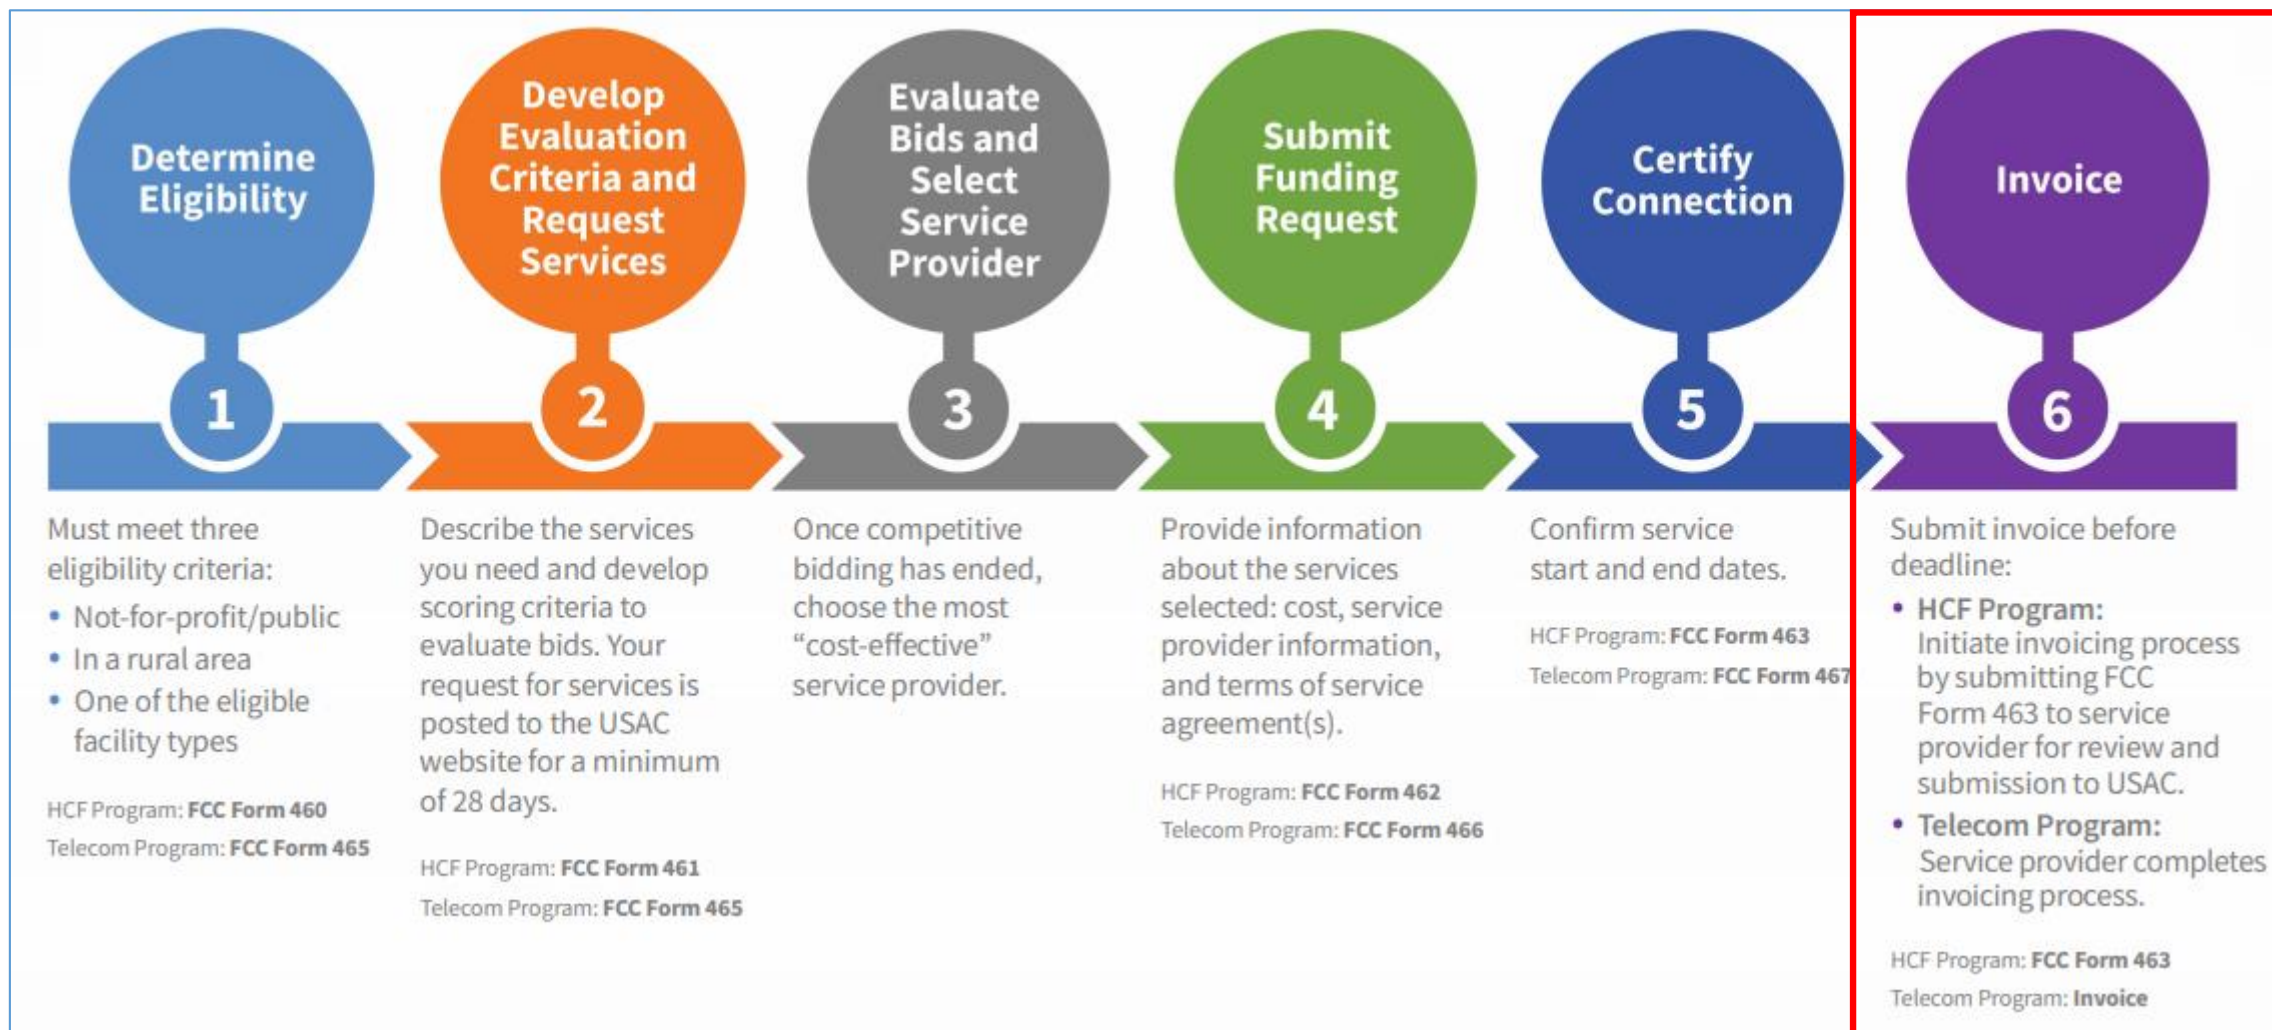 Determine
Eligibility
1
Must meet three
eligibility criteria:
• Not-for-profit/public
• In a rural area
• One of the eligible
facility types
HCF Program: FCC Form 460
Telecom Program: FCC Form 465
Develop
Evaluation
Criteria and
Request
Services
2
Describe the services
you need and develop
scoring criteria to
evaluate bids. Your
request for services is
posted to the USAC
website for a minimum
of 28 days.
HCF Program: FCC Form 461
Telecom Program: FCC Form 465
Evaluate
Bids and
Select
Service
Provider
3
Once competitive
bidding has ended,
choose the most
“cost-effective”
service provider.
Submit
Funding
Request
4
Provide information
about the services
selected: cost, service
provider information,
and terms of service
agreement(s).
HCF Program: FCC Form 462
Telecom Program: FCC Form 466
Certify
Connection
5
Confirm service
start and end dates.
HCF Program: FCC Form 463
Telecom Program: FCC Form 467
Invoice
6
Submit invoice before
deadline:
• HCF Program:
Initiate invoicing process
by submitting FCC
Form 463 to service
provider for review and
submission to USAC.
• Telecom Program:
Service provider completes
invoicing process.
HCF Program: FCC Form 463
Telecom Program: Invoice